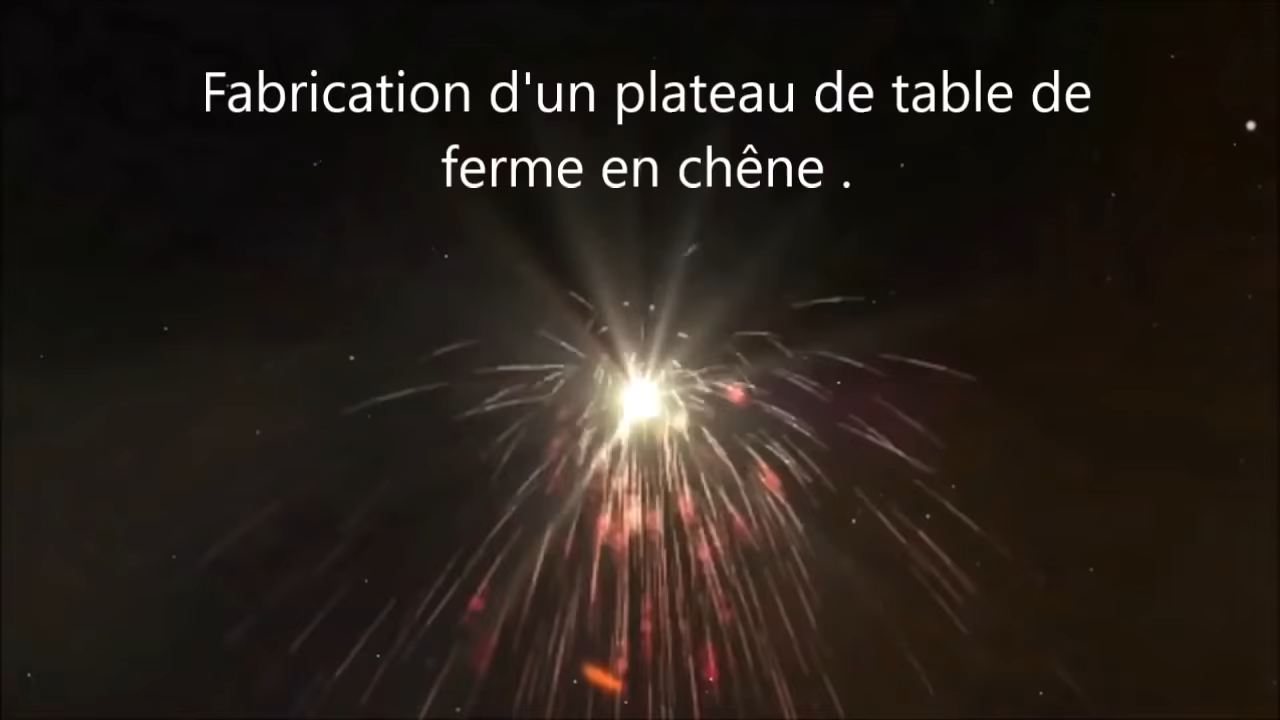 Fabrication d'un plateau de table de
ferme en chêne .